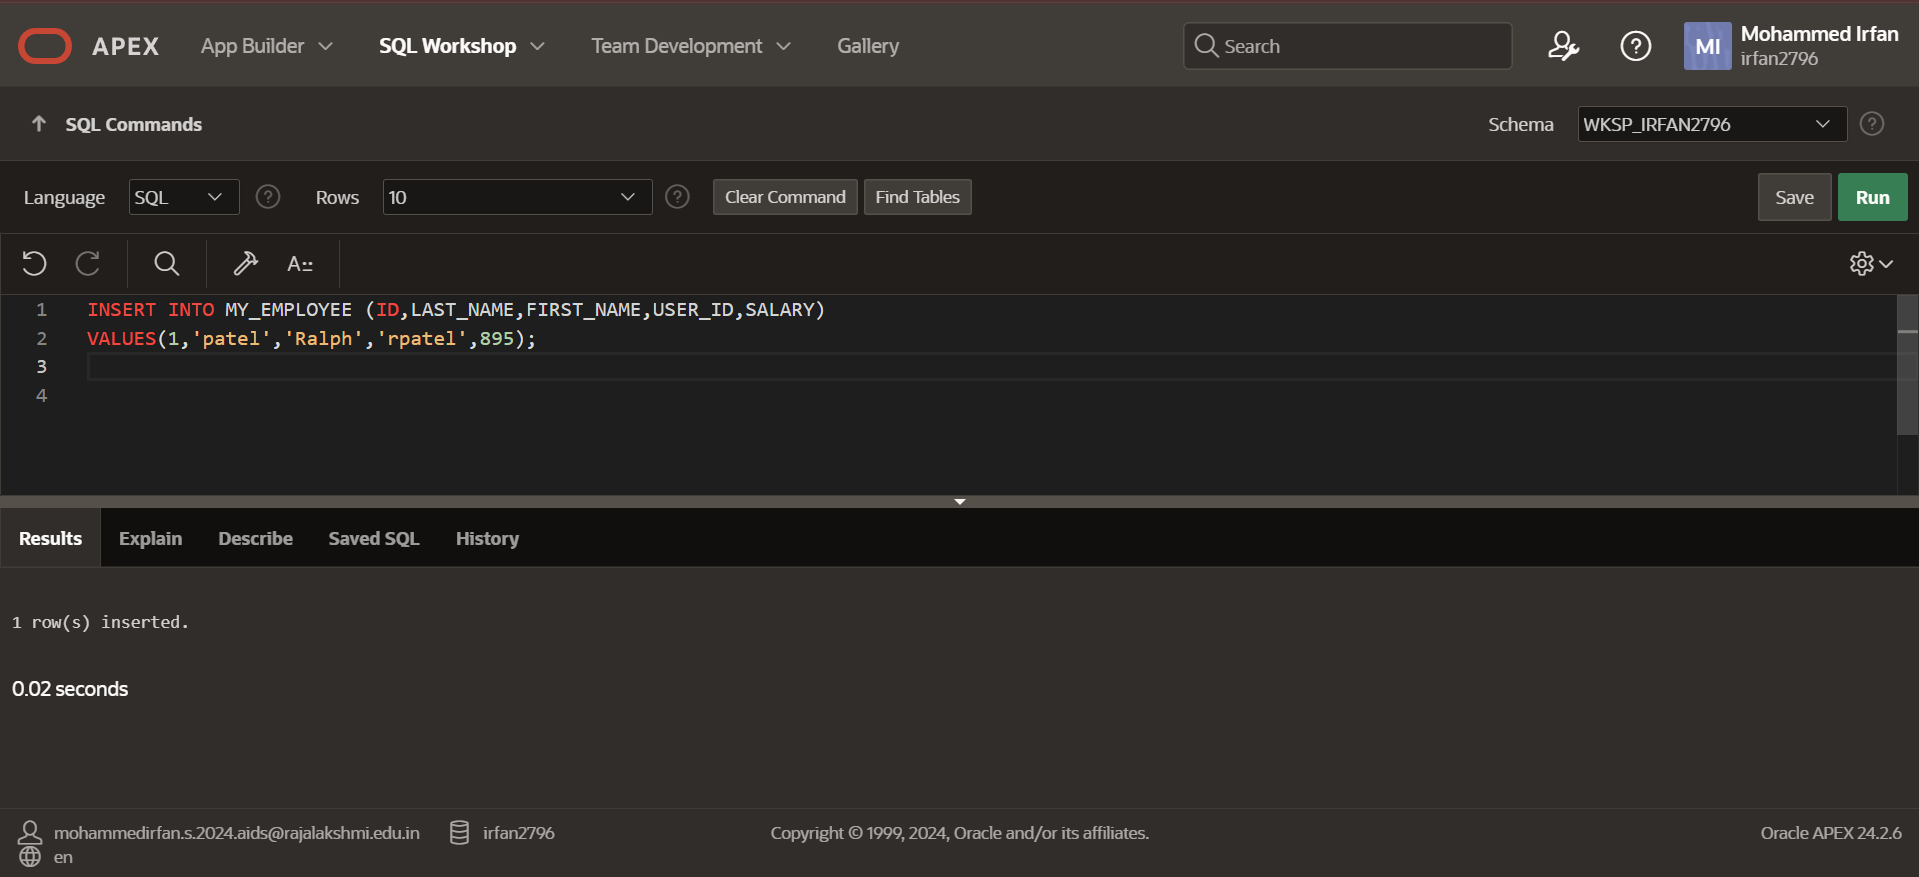 APEX App Builder SQL Workshop Team Development Gallery Search MI Mohammed Irfan
irfan2796
SQL Commands Schema WKSP_IRFAN2796
Language SQL Rows 10 Clear Command Find Tables Save Run
A::
1 INSERT INTO MY_EMPLOYEE (ID,LAST_NAME,FIRST_NAME,USER_ID,SALARY)
2 VALUES(1,'patel','Ralph','rpatel',895);
3
4
Results Explain Describe Saved SQL History
1 row(s) inserted.
0.02 seconds
mohammedirfan.s.2024.aids@rajalakshmi.edu.in irfan2796 Copyright © 1999, 2024, Oracle and/or its affiliates. Oracle APEX 24.2.6
en